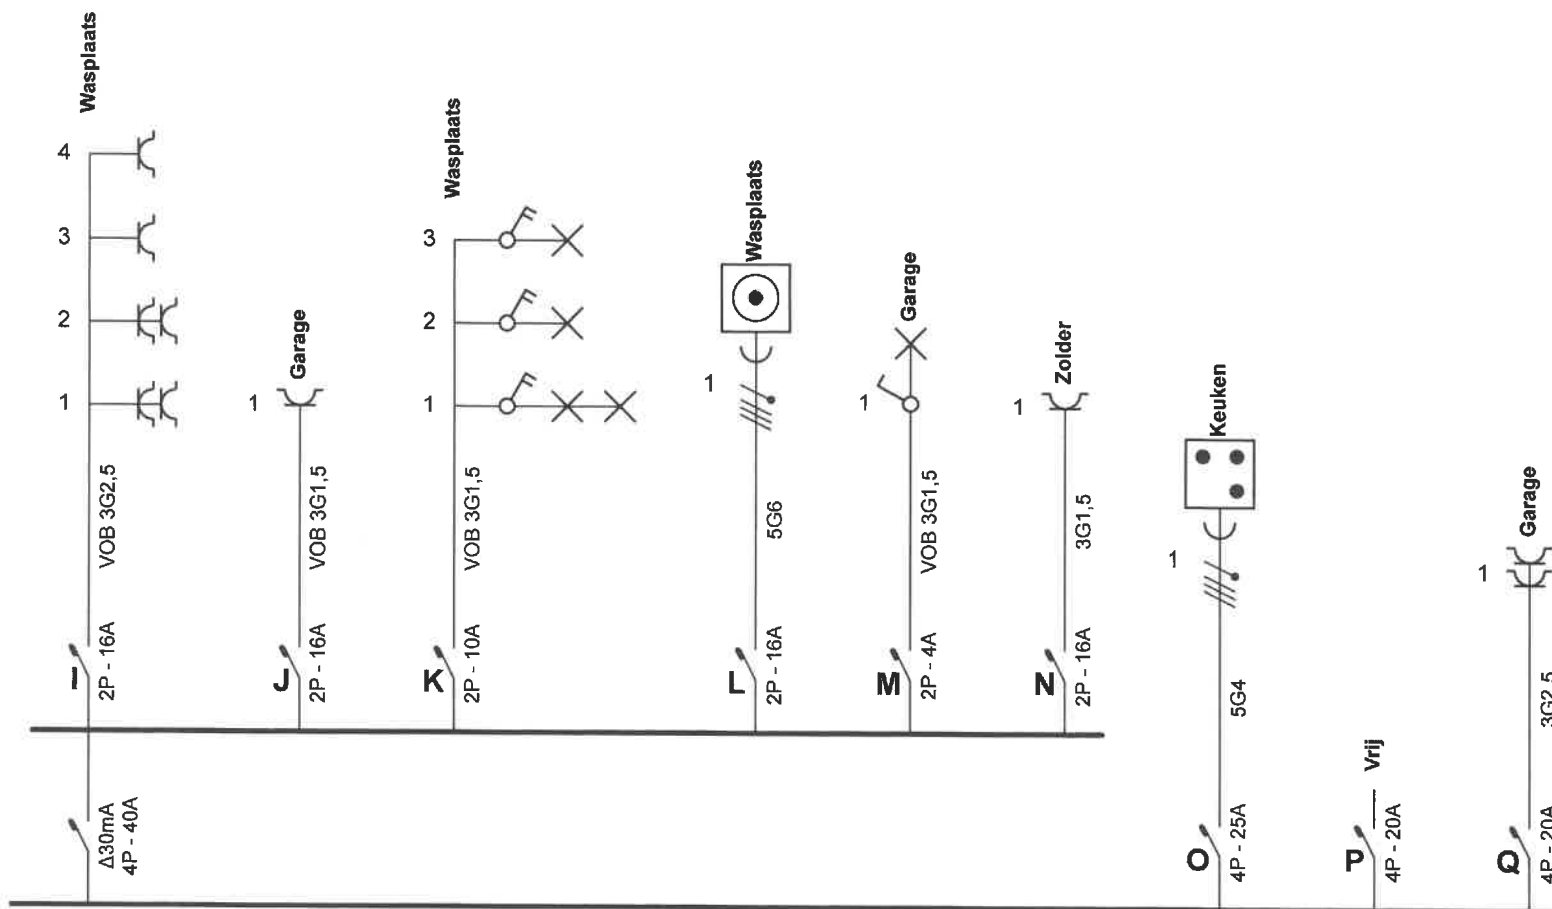 Wasplaats
4
3
2
1
VOB 3G2,5
I
2P - 16A
Δ30mA
4P - 40A
Garage
1
VOB 3G1,5
J
2P - 16A
Wasplaats
3
2
1
VOB 3G1,5
K
2P - 10A
Wasplaats
1
5G6
L
2P - 16A
Garage
1
VOB 3G1,5
M
2P - 4A
Zolder
1
3G1,5
N
2P - 16A
Keuken
1
5G4
O
4P - 25A
Vrij
P
4P - 20A
Garage
1
3G2,5
Q
4P - 20A